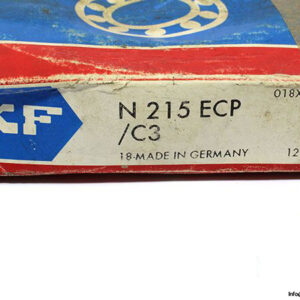 018X
KF
N 215 ECP
/C3
18-MADE IN GERMANY 12